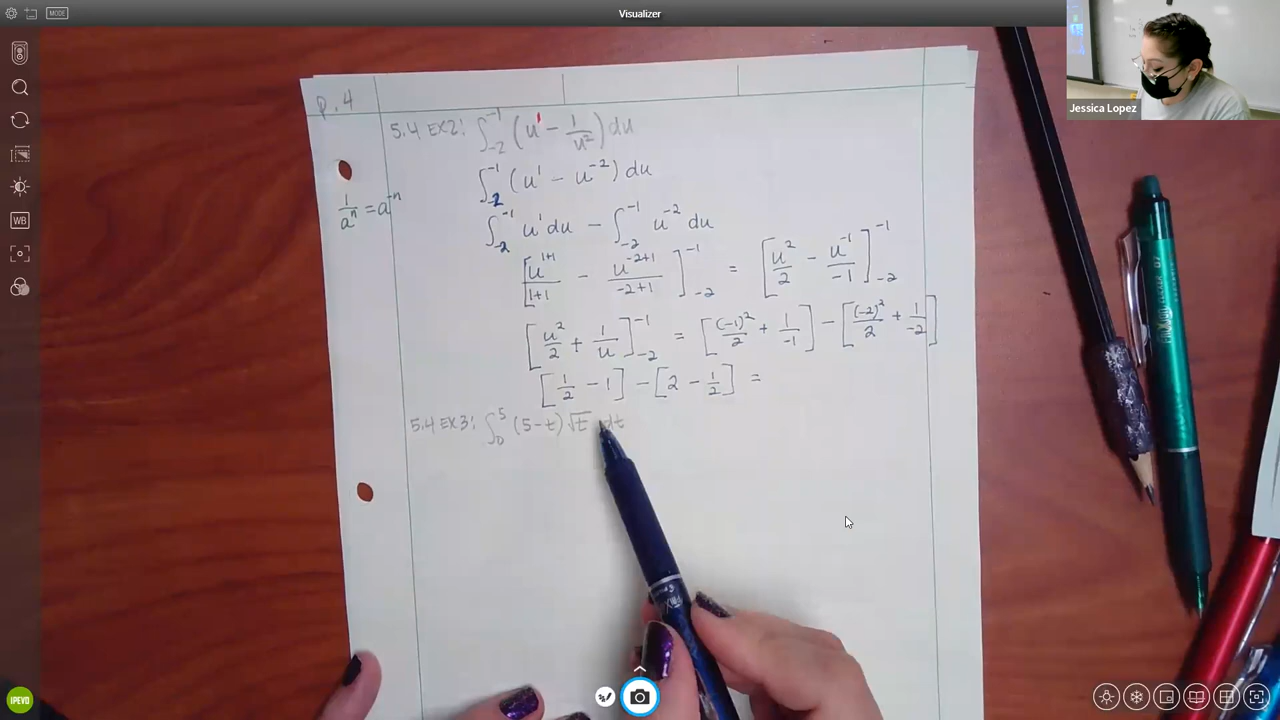 MODE
Visualizer
Jessica Lopez
p. 4
5.4 EX2: ∫₋₂⁻¹ (u¹ − 1/u²) du
∫₋₂⁻¹ (u¹ − u⁻²) du
1/aⁿ = a⁻ⁿ
∫₋₂⁻¹ u¹ du − ∫₋₂⁻¹ u⁻² du
[u¹⁺¹/1+1 − u⁻²⁺¹/-2+1]₋₂⁻¹ = [u²/2 − u⁻¹/-1]₋₂⁻¹
[u²/2 + 1/u]₋₂⁻¹ = [(-1)²/2 + 1/-1] − [(-2)²/2 + 1/-2]
[1/2 − 1] − [2 − 1/2] =
5.4 EX3: ∫₀⁵ (5−t) √t dt
WB
IPEVO